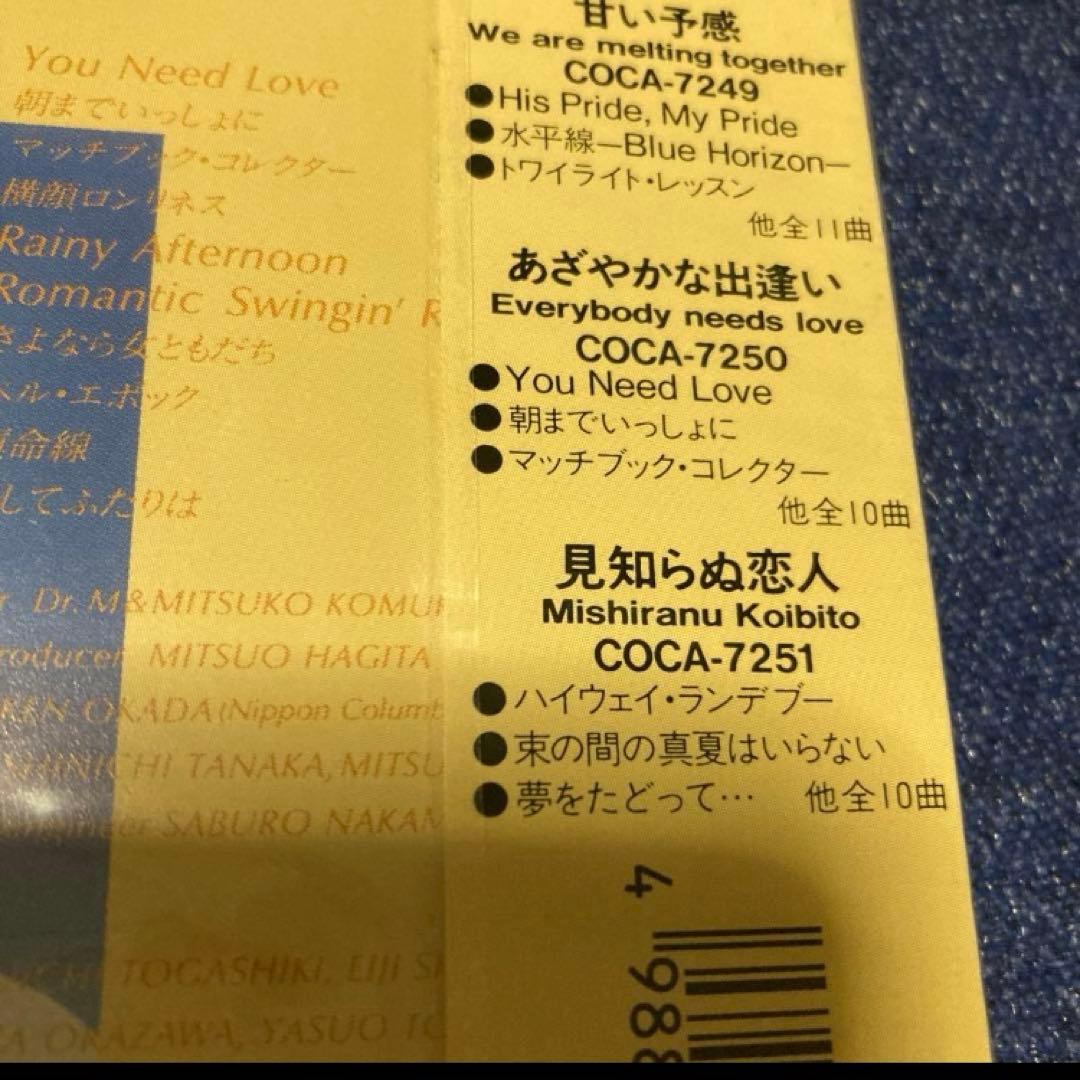 You Need Love
朝までいっしょに
マッチブック・コレクター
横顔ロンリネス
Rainy Afternoon
Romantic Swingin'
さよなら女ともだち
ベル・エポック
命線
してふたりは
Dr. M & MITSUKO
MITSUO HAGITA
OKADA (Nippon
TANAKA,
SABURO
TOGASHIKI,
OKAZAWA, YASUO
甘い予感
We are melting together
COCA-7249
●His Pride, My Pride
●水平線—Blue Horizon—
●トワイライト・レッスン
他全11曲
あざやかな出逢い
Everybody needs love
COCA-7250
●You Need Love
●朝までいっしょに
●マッチブック・コレクター
他全10曲
見知らぬ恋人
Mishiranu Koibito
COCA-7251
●ハイウェイ・ランデブー
●束の間の真夏はいらない
●夢をたどって… 他全10曲
4 988